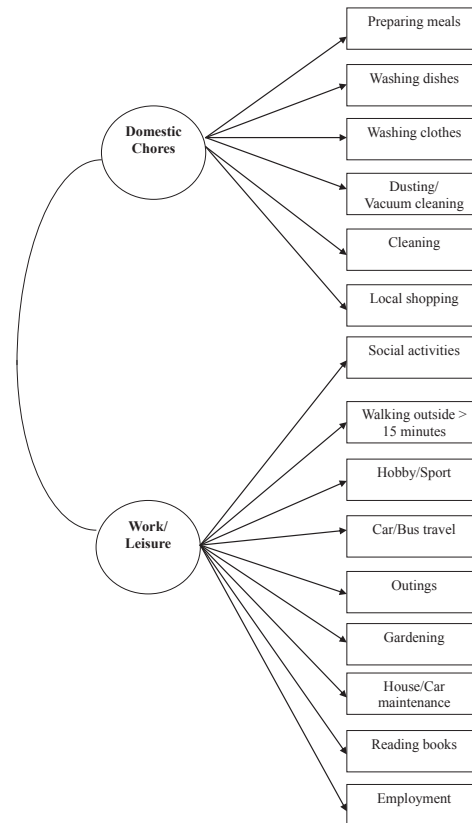 Preparing meals
Washing dishes
Domestic
Chores
Washing clothes
Dusting/
Vacuum cleaning
Cleaning
Local shopping
Social activities
Walking outside >
15 minutes
Hobby/Sport
Work/
Leisure
Car/Bus travel
Outings
Gardening
House/Car
maintenance
Reading books
Employment